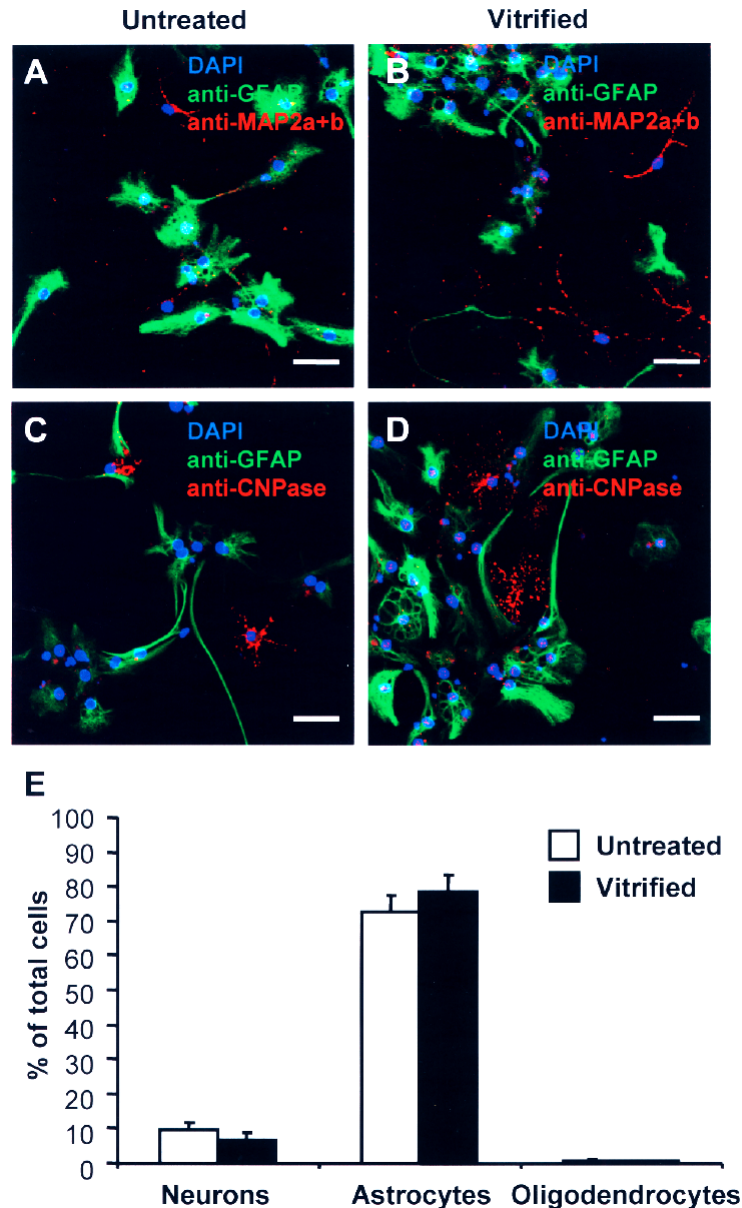 Untreated
Vitrified
A
DAPI
anti-GFAP
anti-MAP2a+b
B
DAPI
anti-GFAP
anti-MAP2a+b
C
DAPI
anti-GFAP
anti-CNPase
D
DAPI
anti-GFAP
anti-CNPase
E
% of total cells
100
90
80
70
60
50
40
30
20
10
0
Untreated
Vitrified
Neurons
Astrocytes
Oligodendrocytes